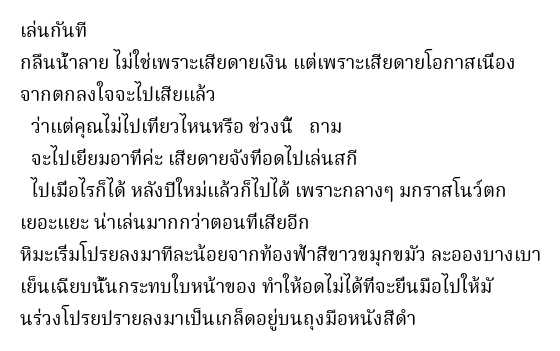 เล่นกันที
กลืนน้ำลาย ไม่ใช่เพราะเสียดายเงิน แต่เพราะเสียดายโอกาสเนื่อง
จากตกลงใจจะไปเสียแล้ว
ว่าแต่คุณไม่ไปเที่ยวไหนหรือ ช่วงนี้ ถาม
จะไปเยี่ยมอาที่ค่ะ เสียดายจังที่อดไปเล่นสกี
ไปเมื่อไรก็ได้ หลังปีใหม่แล้วก็ไปได้ เพราะกลางๆ มกราสโนว์ตก
เยอะแยะ น่าเล่นมากกว่าตอนที่เสียอีก
หิมะเริ่มโปรยลงมาทีละน้อยจากท้องฟ้าสีขาวขมุกขมัว ละอองบางเบา
เย็นเฉียบนั้นกระทบใบหน้าของ ทำให้อดไม่ได้ที่จะยื่นมือไปให้มั
นร่วงโปรยปรายลงมาเป็นเกล็ดอยู่บนถุงมือหนังสีดำ